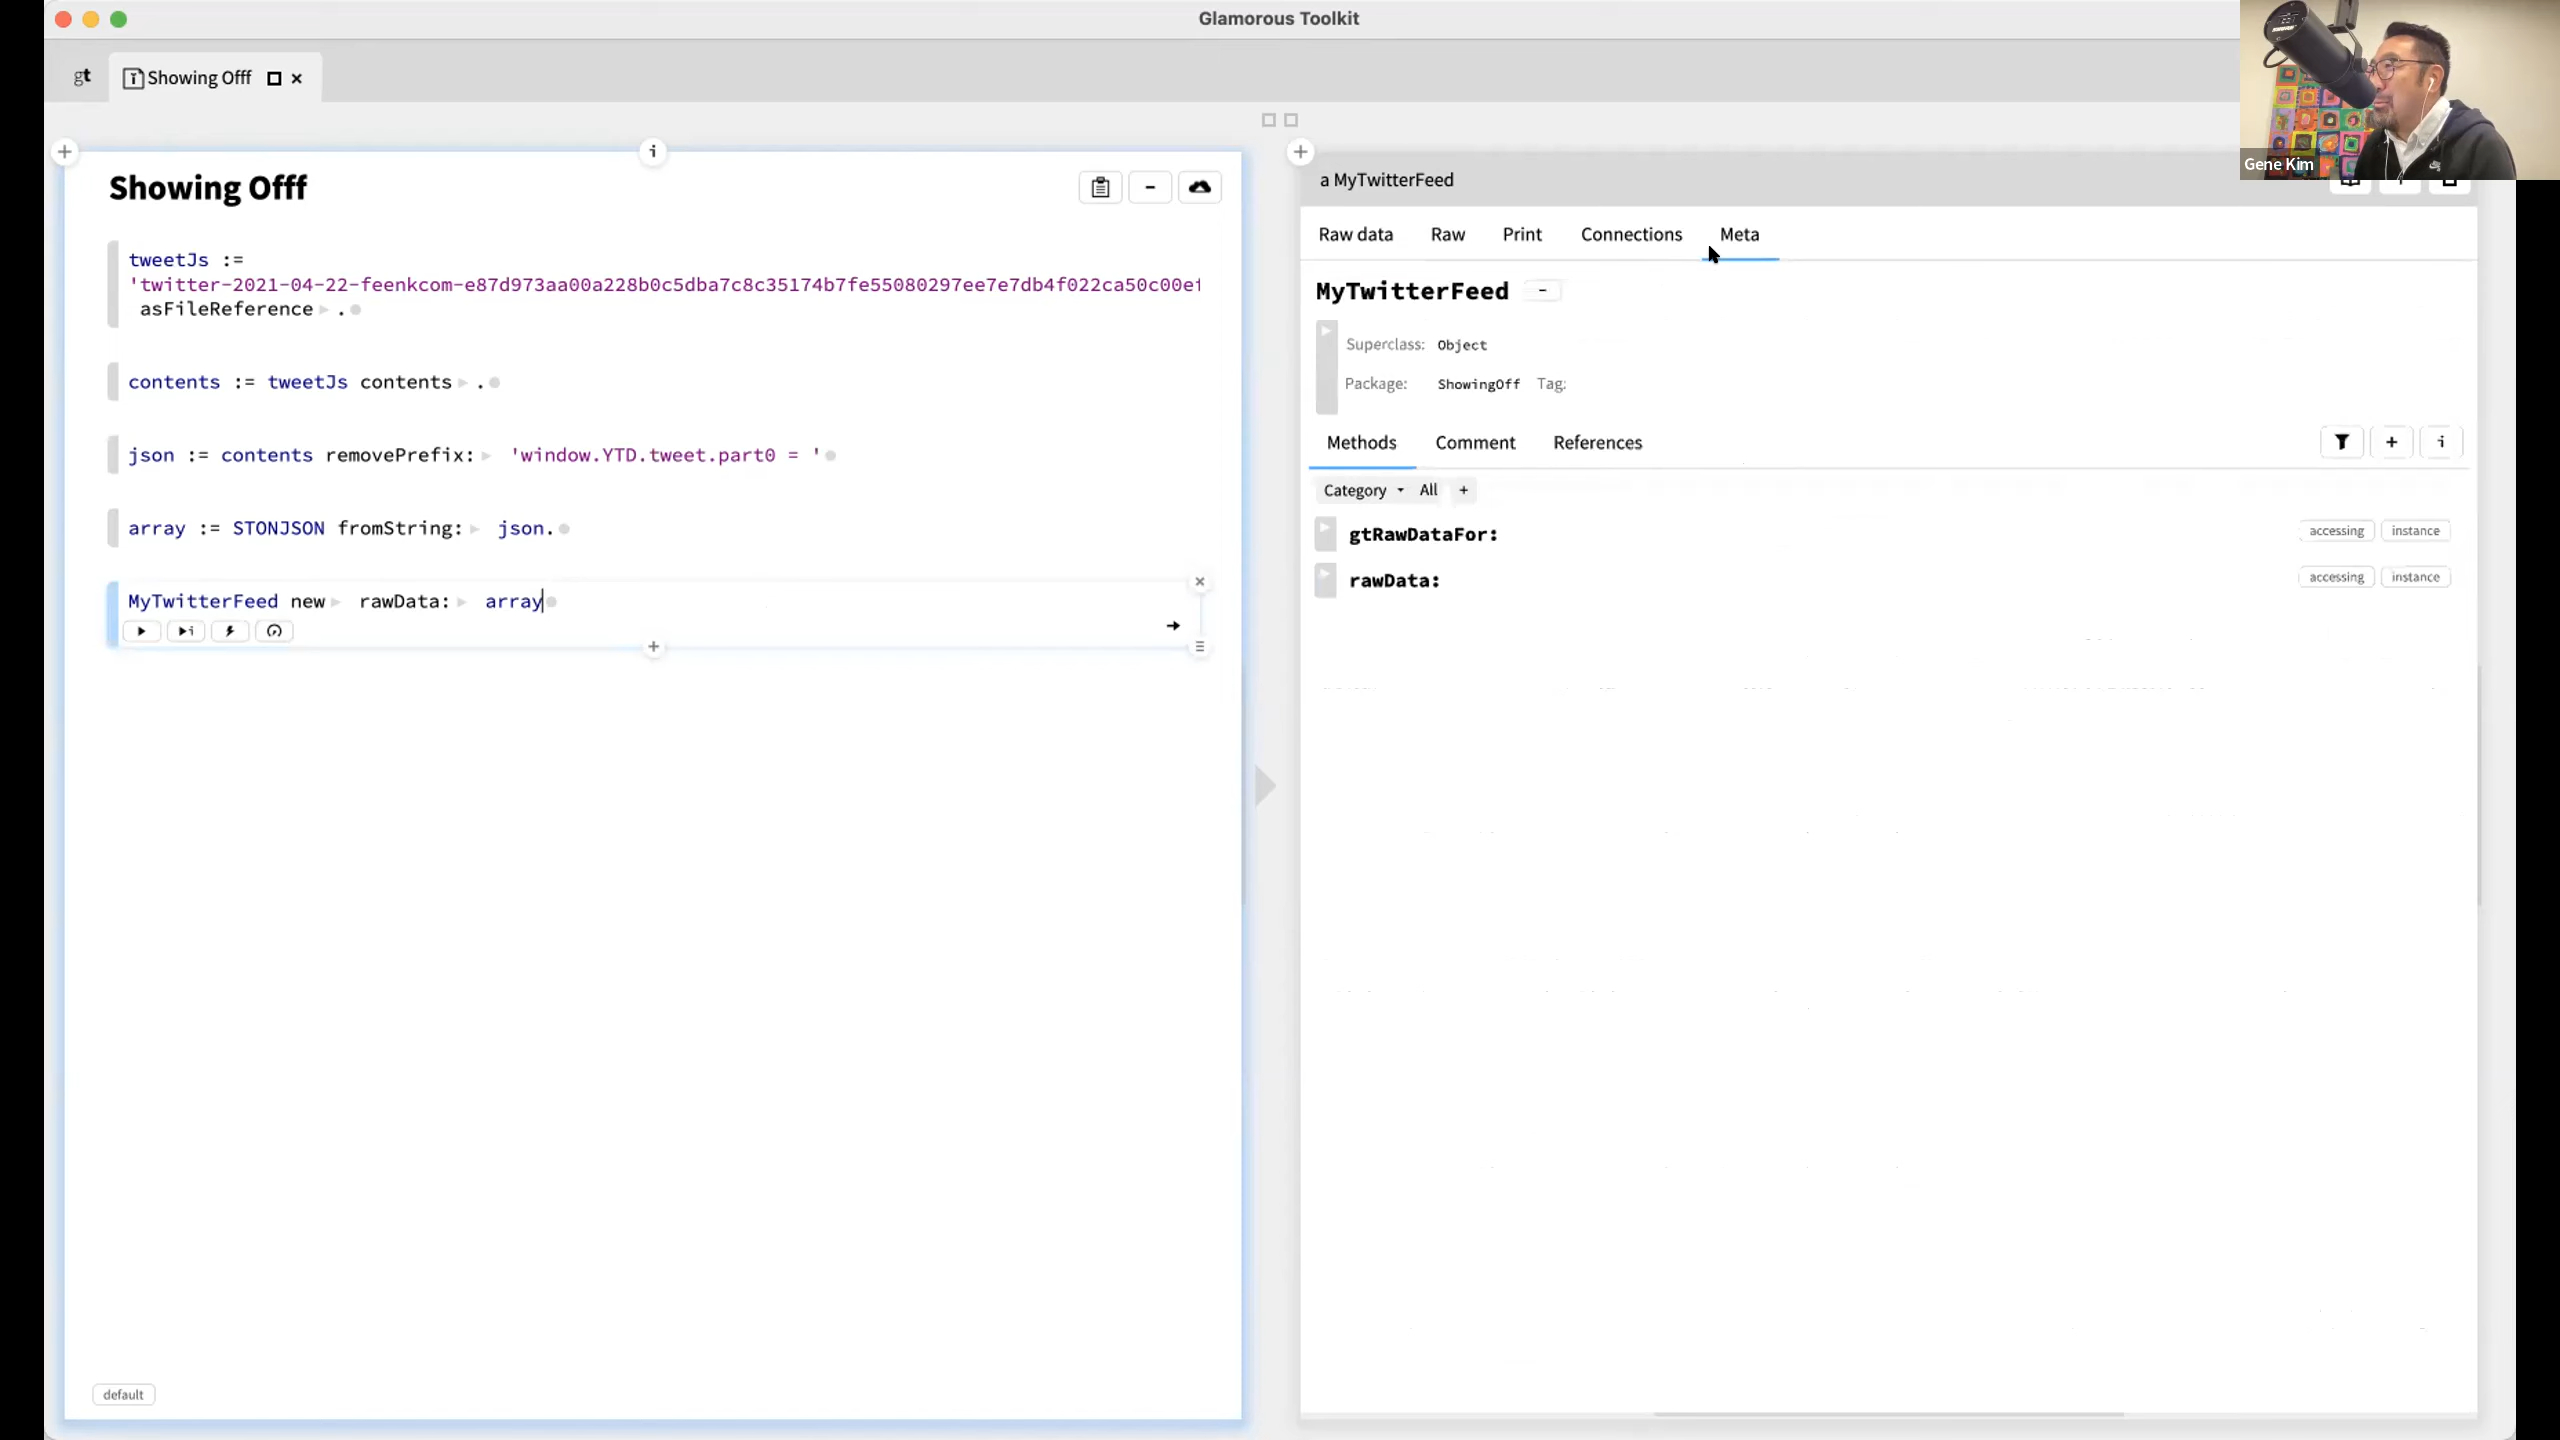 Glamorous Toolkit
gt
Showing Offf
Gene Kim
Showing Offf
tweetJs :=
'twitter-2021-04-22-feenkcom-e87d973aa00a228b0c5dba7c8c35174b7fe55080297ee7e7db4f022ca50c00e
asFileReference .
contents := tweetJs contents .
json := contents removePrefix: 'window.YTD.tweet.part0 = '
array := STONJSON fromString: json.
MyTwitterFeed new rawData: array
default
a MyTwitterFeed
Raw data Raw Print Connections Meta
MyTwitterFeed
Superclass: Object
Package: ShowingOff Tag:
Methods Comment References
Category All +
gtRawDataFor: accessing instance
rawData: accessing instance